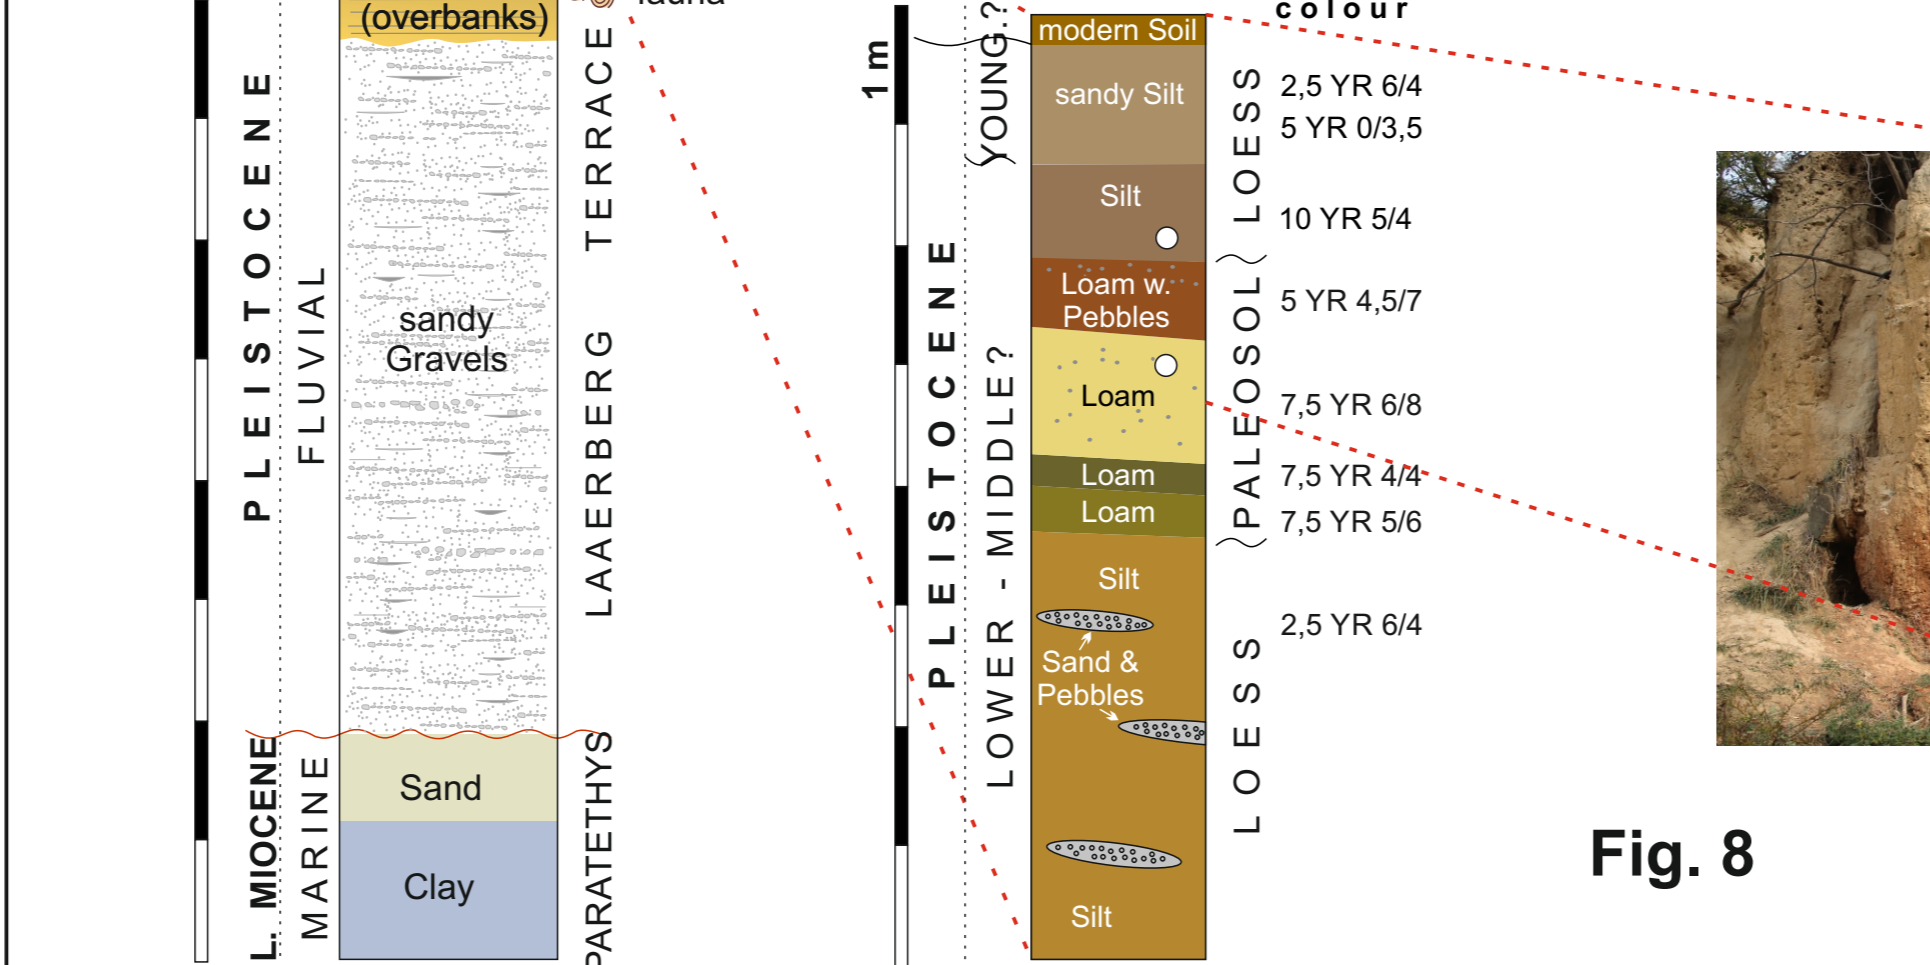 (overbanks)
fauna
PLEISTOCENE
FLUVIAL
sandy
Gravels
LAAERBERG TERRACE
L. MIOCENE
MARINE
Sand
Clay
PARATETHYS
1 m
PLEISTOCENE
YOUNG.?
LOWER - MIDDLE?
modern Soil
sandy Silt
Silt
Loam w.
Pebbles
Loam
Loam
Loam
Silt
Sand &
Pebbles
Silt
LOESS
PALEOSOL
LOESS
colour
2,5 YR 6/4
5 YR 0/3,5
10 YR 5/4
5 YR 4,5/7
7,5 YR 6/8
7,5 YR 4/4
7,5 YR 5/6
2,5 YR 6/4
Fig. 8